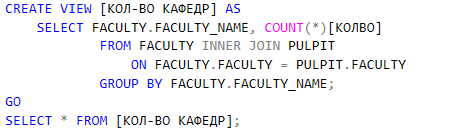 CREATE VIEW [КОЛ-ВО КАФЕДР] AS
SELECT FACULTY.FACULTY_NAME, COUNT(*)[КОЛВО]
FROM FACULTY INNER JOIN PULPIT
ON FACULTY.FACULTY = PULPIT.FACULTY
GROUP BY FACULTY.FACULTY_NAME;
GO
SELECT * FROM [КОЛ-ВО КАФЕДР];